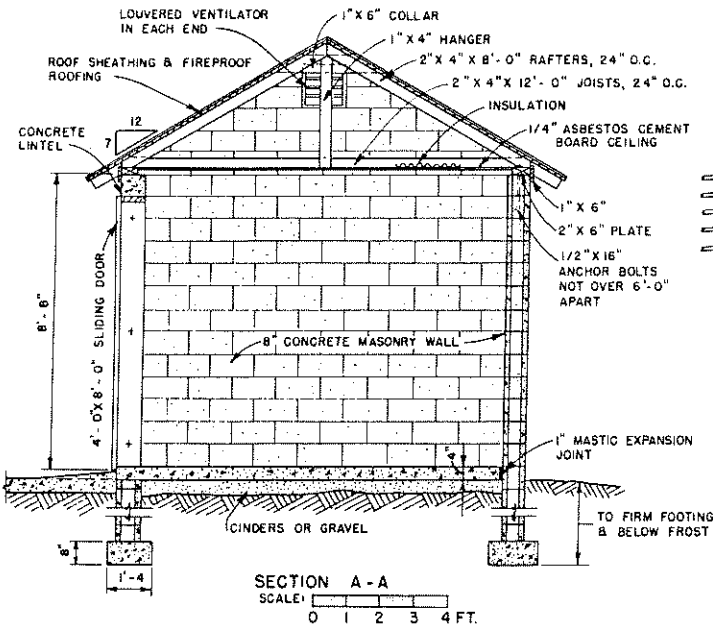 LOUVERED VENTILATOR
IN EACH END
1" X 6" COLLAR
1" X 4" HANGER
2" X 4" X 8'-0" RAFTERS, 24" O.C.
2" X 4" X 12'-0" JOISTS, 24" O.C.
INSULATION
1/4" ASBESTOS CEMENT
BOARD CEILING
ROOF SHEATHING & FIREPROOF
ROOFING
12
7
CONCRETE
LINTEL
1" X 6"
2" X 6" PLATE
1/2" X 16"
ANCHOR BOLTS
NOT OVER 6'-0"
APART
8'-8"
4'-0" X 8'-0" SLIDING DOOR
8" CONCRETE MASONRY WALL
4"
1" MASTIC EXPANSION
JOINT
CINDERS OR GRAVEL
TO FIRM FOOTING
& BELOW FROST
8"
1'-4
SECTION A-A
SCALE:
0 1 2 3 4 FT.